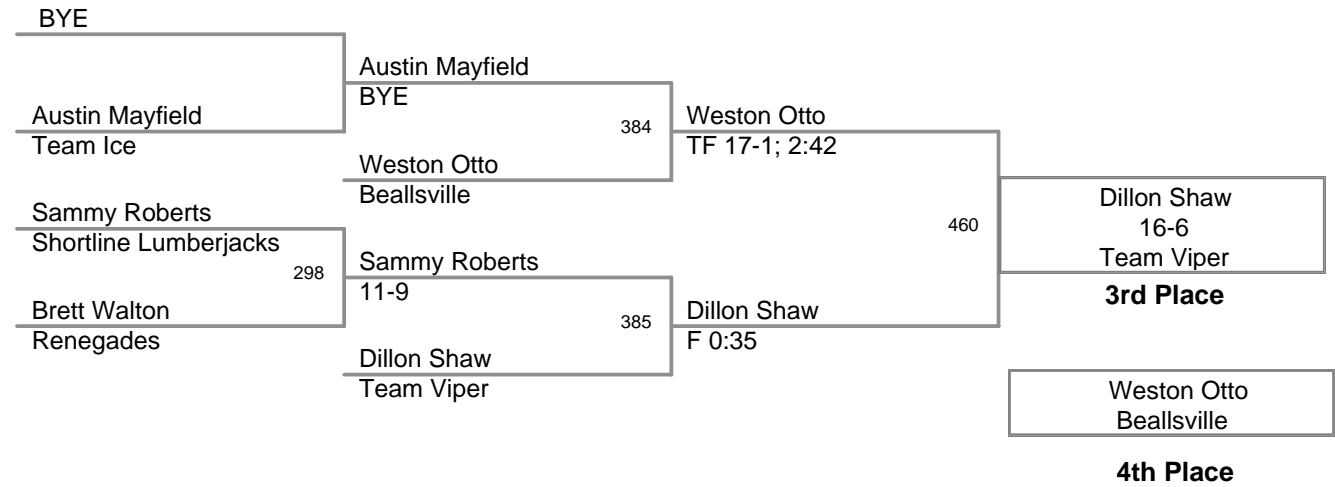 BYE
Austin Mayfield
Team Ice
Sammy Roberts
Shortline Lumberjacks
298
Brett Walton
Renegades
Austin Mayfield
BYE
384
Weston Otto
Beallsville
Sammy Roberts
11-9
385
Dillon Shaw
Team Viper
Weston Otto
TF 17-1; 2:42
460
Dillon Shaw
F 0:35
Dillon Shaw
16-6
Team Viper
3rd Place
Weston Otto
Beallsville
4th Place